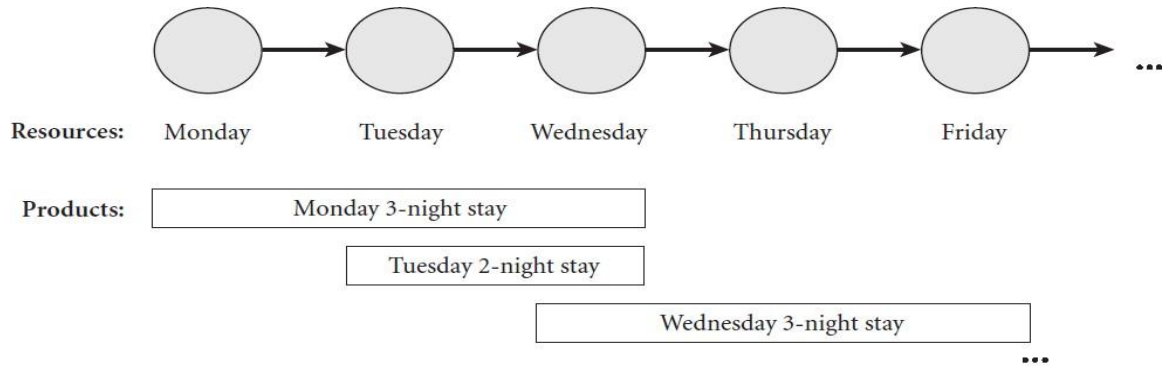 Resources: Monday Tuesday Wednesday Thursday Friday ...
Products: Monday 3-night stay
Tuesday 2-night stay
Wednesday 3-night stay
...